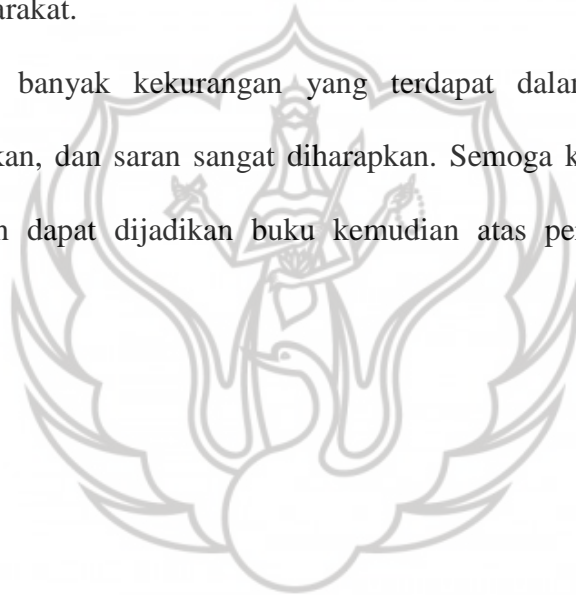 arakat.
banyak kekurangan yang terdapat dalam
kan, dan saran sangat diharapkan. Semoga k
dapat dijadikan buku kemudian atas pe